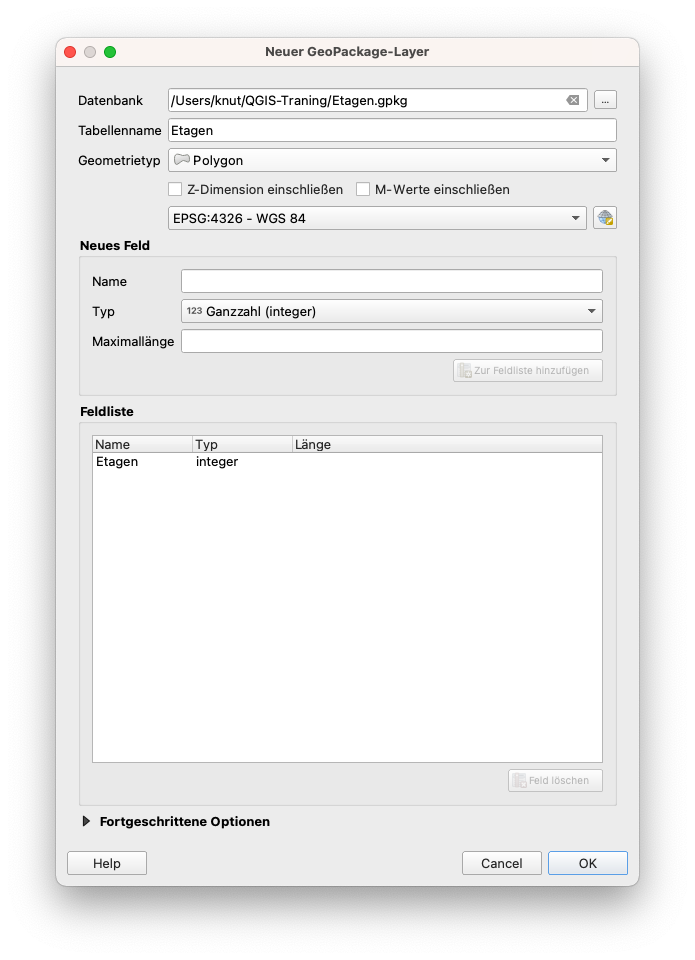 Neuer GeoPackage-Layer
Datenbank /Users/knut/QGIS-Traning/Etagen.gpkg ...
Tabellenname Etagen
Geometrietyp Polygon
Z-Dimension einschließen M-Werte einschließen
EPSG:4326 - WGS 84
Neues Feld
Name
Typ 123 Ganzzahl (integer)
Maximallänge
Zur Feldliste hinzufügen
Feldliste
Name Typ Länge
Etagen integer
Feld löschen
Fortgeschrittene Optionen
Help Cancel OK